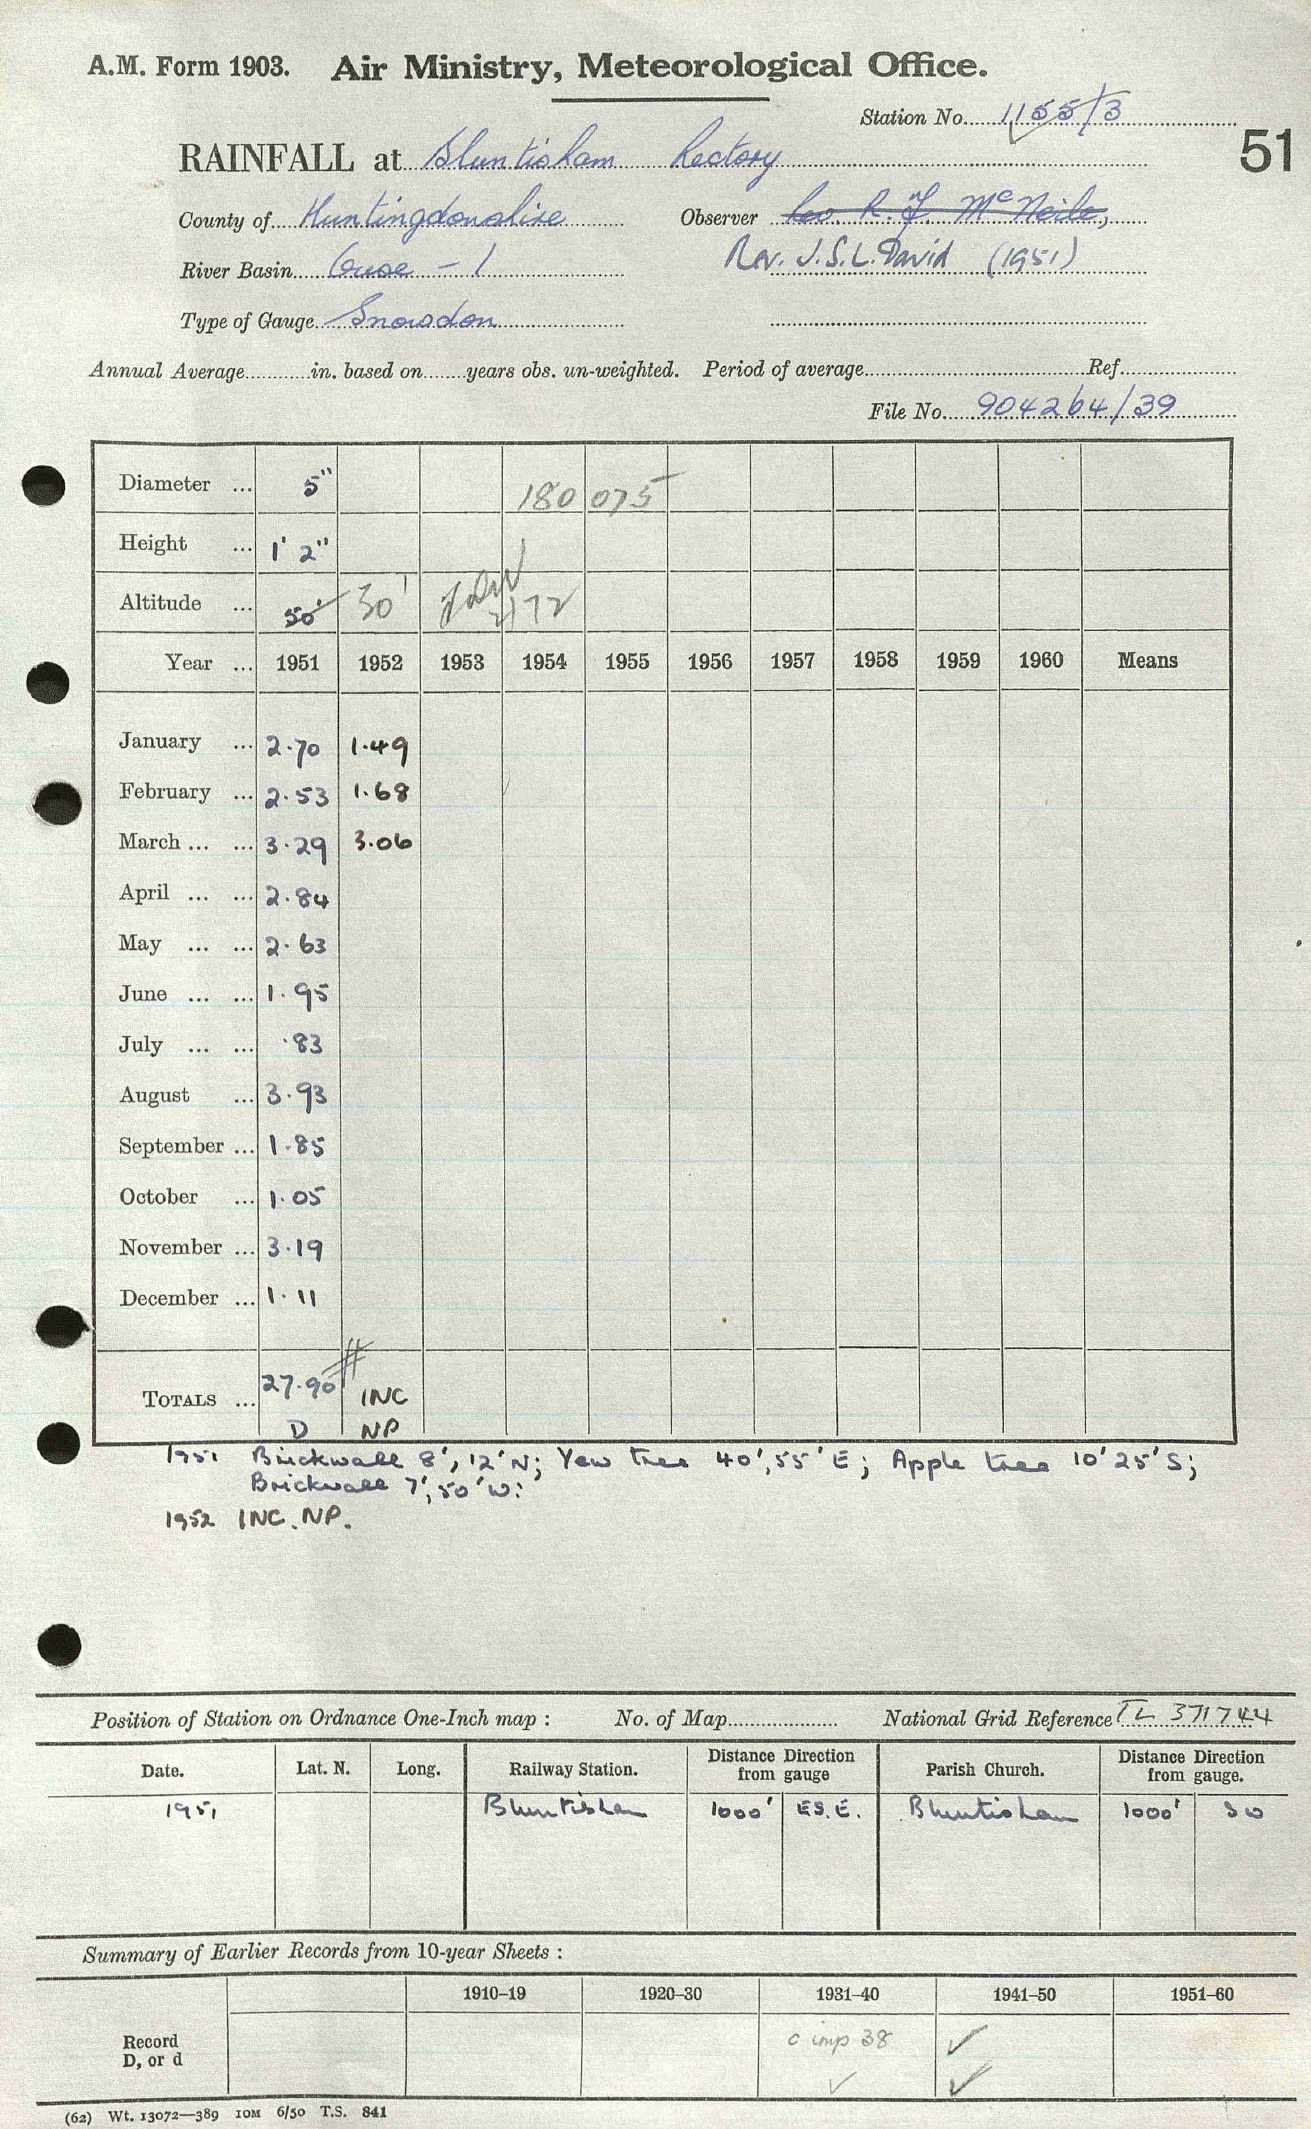 A.M. Form 1903. Air Ministry, Meteorological Office.
Station No. 1155/3
51
RAINFALL at Bluntisham Rectory
County of Huntingdonshire Observer Rev R. F. McNeile,
River Basin Ouse - 1 Rev. J.S.L. David (1951)
Type of Gauge Snowdon
Annual Average in. based on years obs. un-weighted. Period of average Ref.
File No. 904264/39
Diameter ... 5" 180 075
Height ... 1' 2"
Altitude ... 50' 30' 2/72
Year ... 1951 1952 1953 1954 1955 1956 1957 1958 1959 1960 Means
January ... 2.70 1.49
February ... 2.53 1.68
March ... ... 3.29 3.06
April ... ... 2.84
May ... ... 2.63
June ... ... 1.95
July ... ... .83
August ... 3.93
September ... 1.85
October ... 1.05
November ... 3.19
December ... 1.11
TOTALS ... 27.90 INC
D NP
1951 Brickwall 8', 12' N; Yew tree 40', 55' E; Apple tree 10' 25' S;
Brickwall 7', 50' W:
1952 INC. NP.
Position of Station on Ordnance One-Inch map : No. of Map National Grid Reference TL 371744
Date. Lat. N. Long. Railway Station. Distance Direction from gauge Parish Church. Distance Direction from gauge.
1951 Bluntisham 1000' ESE. Bluntisham 1000' SW
Summary of Earlier Records from 10-year Sheets :
1910–19 1920–30 1931–40 1941–50 1951–60
Record c imp 38 ✓
D, or d ✓ ✓
(62) Wt. 13072—389 10M 6/50 T.S. 841